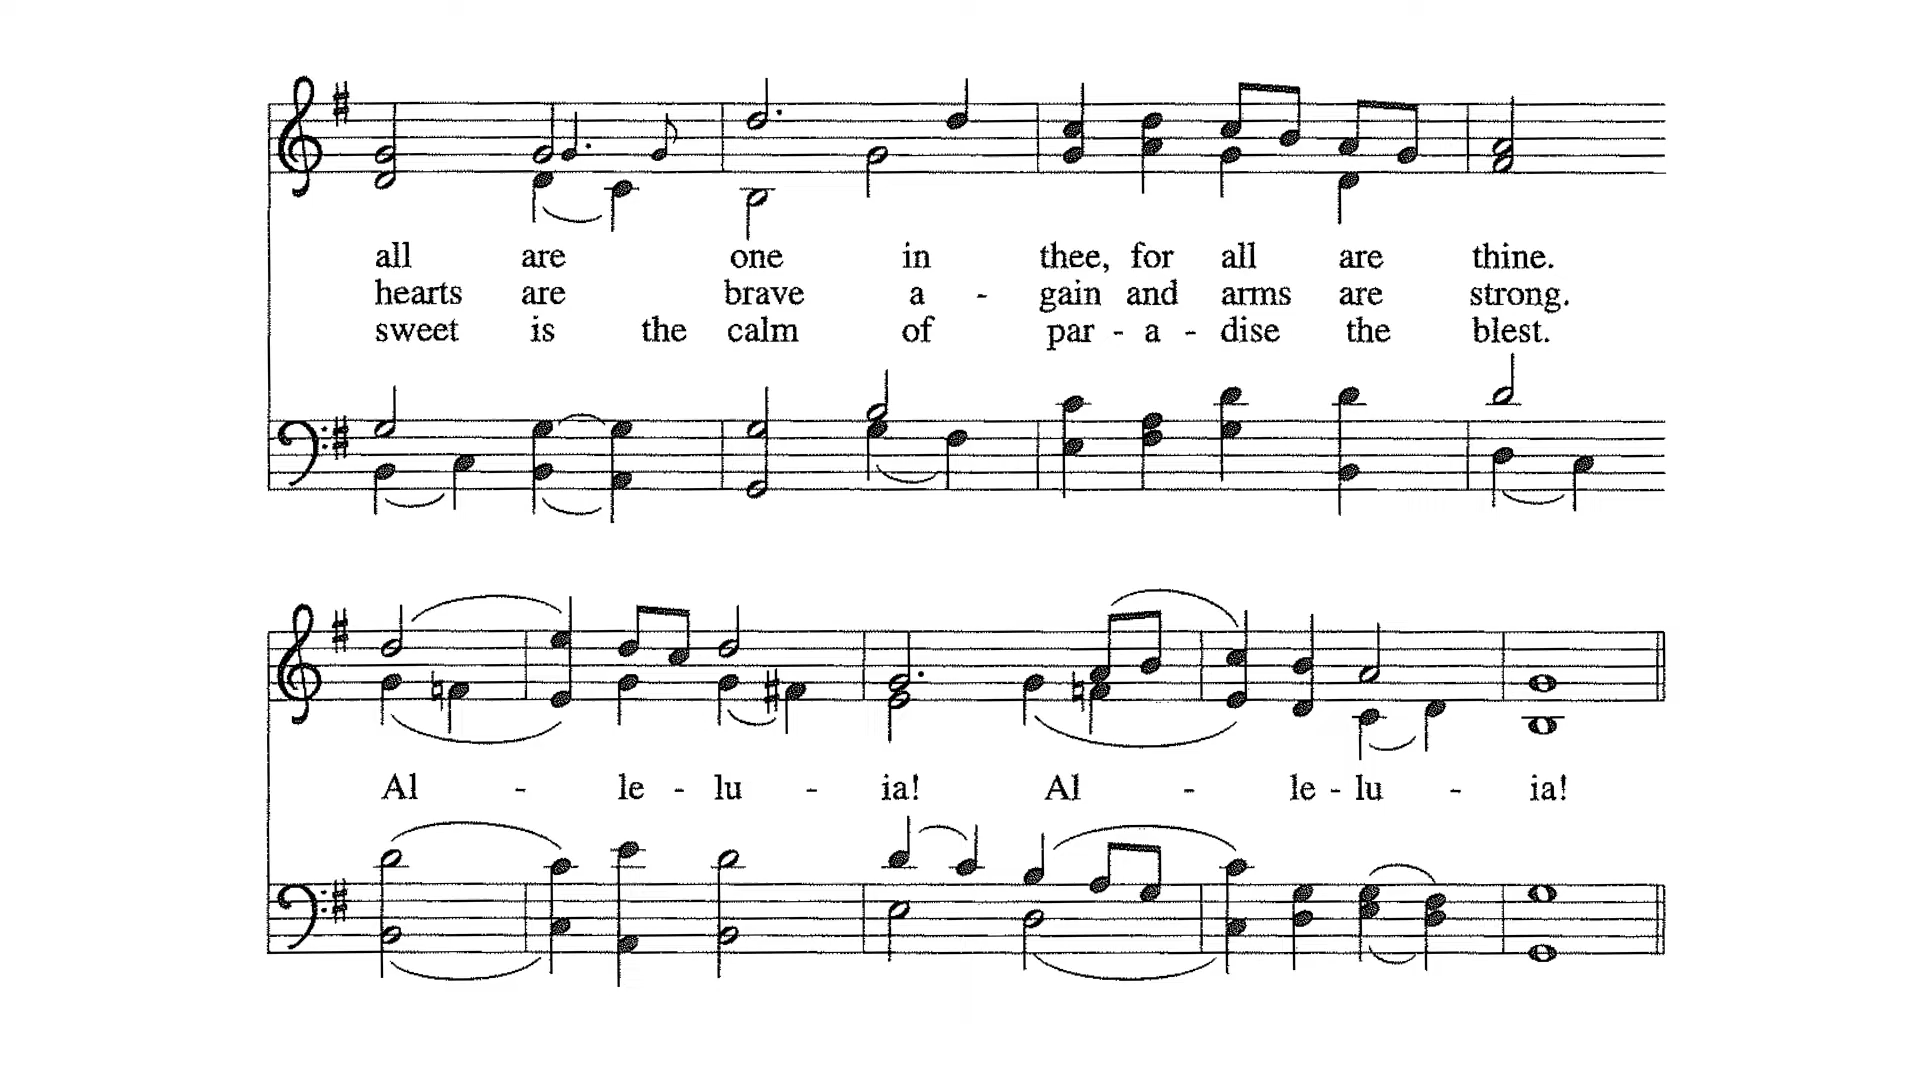 all are one in thee, for all are thine.
hearts are brave a - gain and arms are strong.
sweet is the calm of par - a - dise the blest.
Al - le - lu - ia! Al - le - lu - ia!